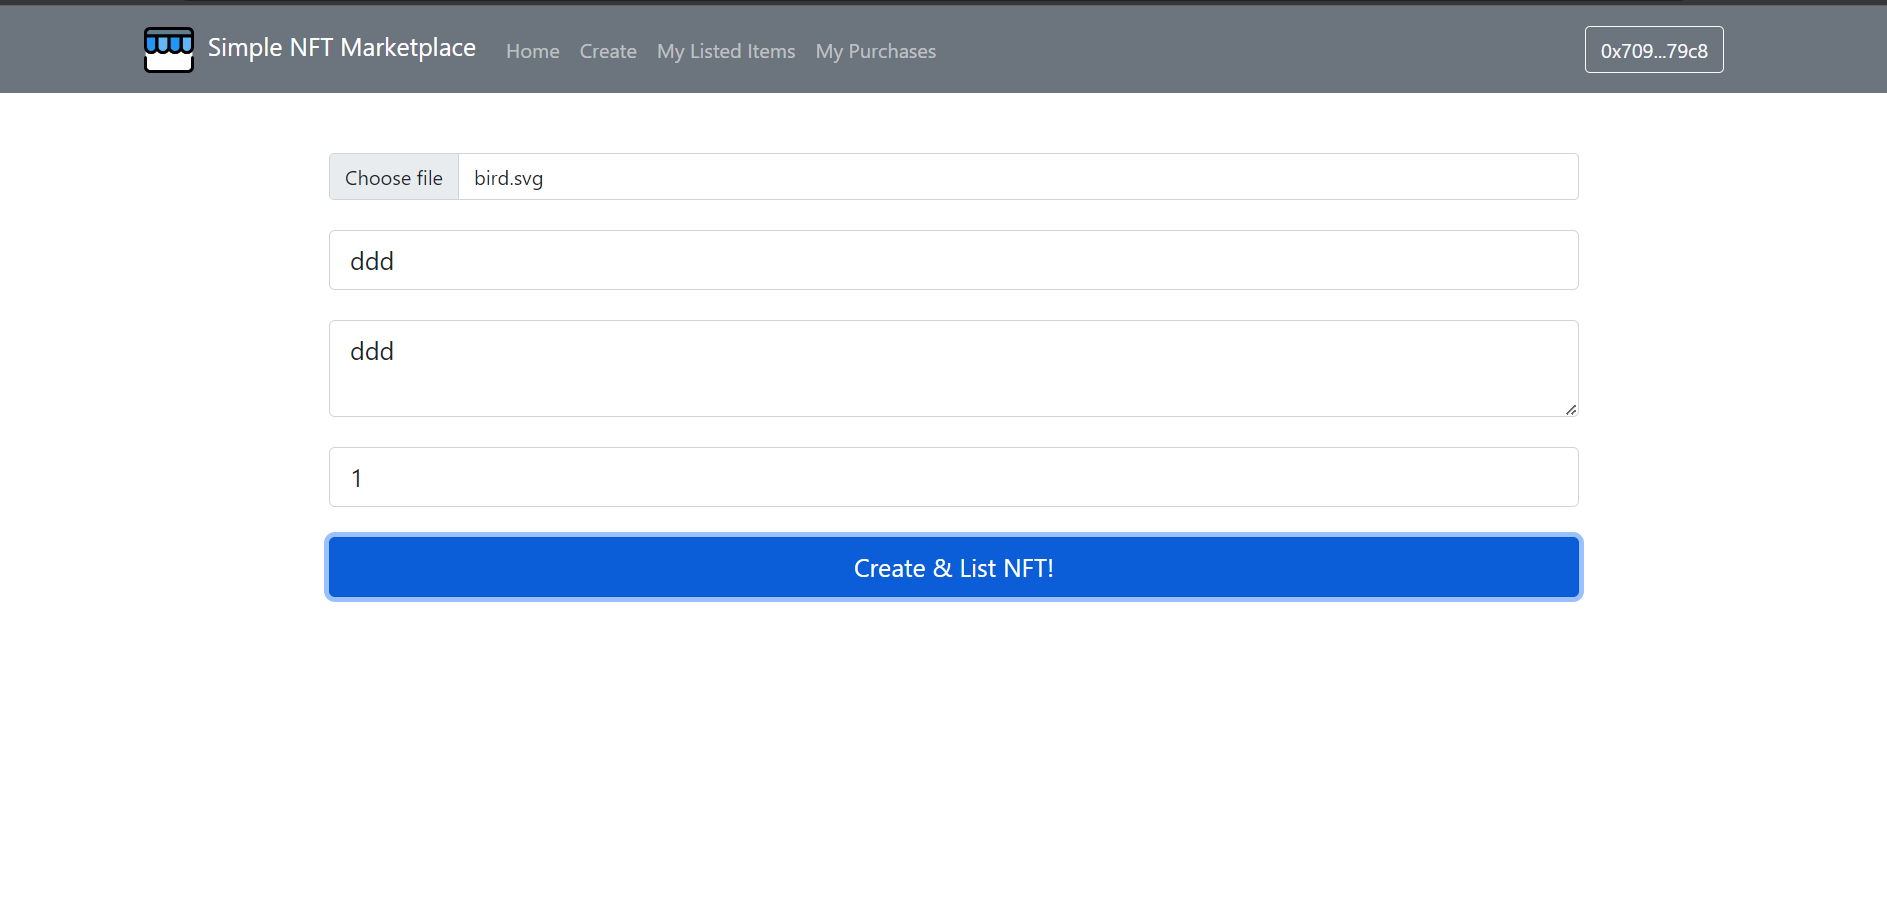 Simple NFT Marketplace Home Create My Listed Items My Purchases 0x709...79c8
Choose file bird.svg
ddd
ddd
1
Create & List NFT!